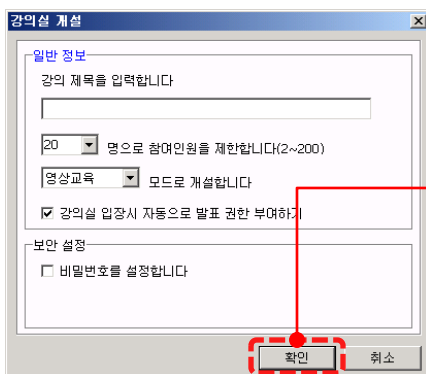 강의실 개설
일반 정보
강의 제목을 입력합니다
20 명으로 참여인원을 제한합니다(2~200)
영상교육 모드로 개설합니다
강의실 입장시 자동으로 발표 권한 부여하기
보안 설정
비밀번호를 설정합니다
확인 취소